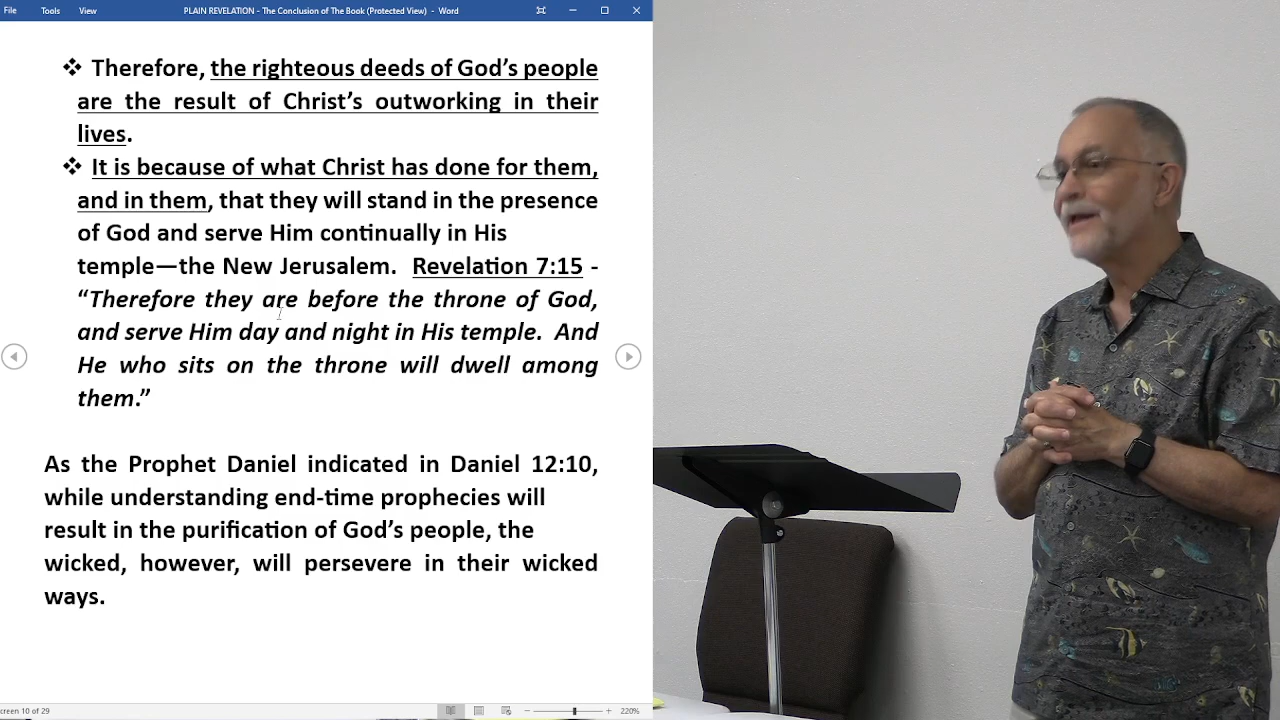 File Tools View PLAIN REVELATION - The Conclusion of The Book (Protected View) - Word
❖ Therefore, the righteous deeds of God’s people
are the result of Christ’s outworking in their
lives.
❖ It is because of what Christ has done for them,
and in them, that they will stand in the presence
of God and serve Him continually in His
temple—the New Jerusalem. Revelation 7:15 -
“Therefore they are before the throne of God,
and serve Him day and night in His temple. And
He who sits on the throne will dwell among
them.”
As the Prophet Daniel indicated in Daniel 12:10,
while understanding end-time prophecies will
result in the purification of God’s people, the
wicked, however, will persevere in their wicked
ways.
creen 10 of 29 220%